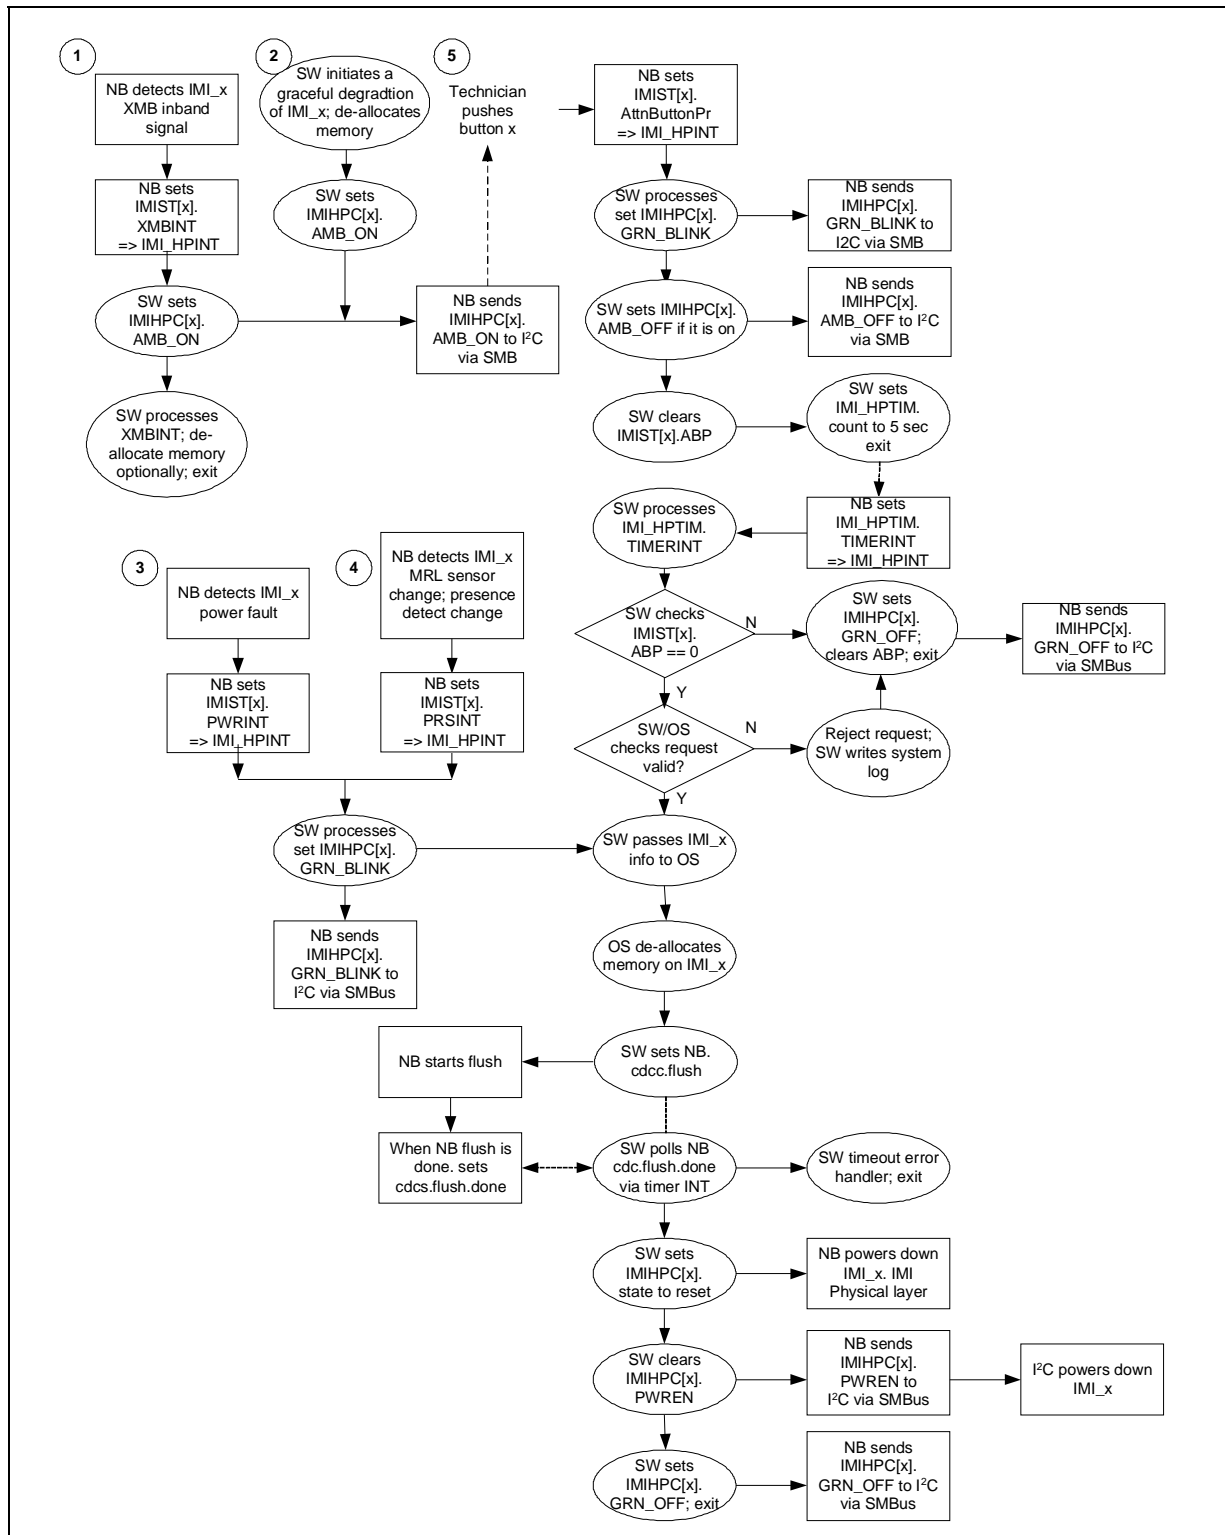 1
NB detects IMI_x
XMB inband
signal
NB sets
IMIST[x].
XMBINT
=> IMI_HPINT
SW sets
IMIHPC[x].
AMB_ON
SW processes
XMBINT; de-
allocate memory
optionally; exit
2
SW initiates a
graceful degradtion
of IMI_x; de-allocates
memory
SW sets
IMIHPC[x].
AMB_ON
NB sends
IMIHPC[x].
AMB_ON to I²C
via SMB
5
Technician
pushes
button x
NB sets
IMIST[x].
AttnButtonPr
=> IMI_HPINT
SW processes
set IMIHPC[x].
GRN_BLINK
NB sends
IMIHPC[x].
GRN_BLINK to
I2C via SMB
SW sets IMIHPC[x].
AMB_OFF if it is on
NB sends
IMIHPC[x].
AMB_OFF to I²C
via SMB
SW clears
IMIST[x].ABP
SW sets
IMI_HPTIM.
count to 5 sec
exit
SW processes
IMI_HPTIM.
TIMERINT
NB sets
IMI_HPTIM.
TIMERINT
=> IMI_HPINT
SW checks
IMIST[x].
ABP == 0
N
Y
SW sets
IMIHPC[x].
GRN_OFF;
clears ABP; exit
NB sends
IMIHPC[x].
GRN_OFF to I²C
via SMBus
SW/OS
checks request
valid?
N
Y
Reject request;
SW writes system
log
3
NB detects IMI_x
power fault
NB sets
IMIST[x].
PWRINT
=> IMI_HPINT
4
NB detects IMI_x
MRL sensor
change; presence
detect change
NB sets
IMIST[x].
PRSINT
=> IMI_HPINT
SW processes
set IMIHPC[x].
GRN_BLINK
NB sends
IMIHPC[x].
GRN_BLINK to
I²C via SMBus
SW passes IMI_x
info to OS
OS de-allocates
memory on IMI_x
SW sets NB.
cdcc.flush
NB starts flush
When NB flush is
done. sets
cdcs.flush.done
SW polls NB
cdc.flush.done
via timer INT
SW timeout error
handler; exit
SW sets
IMIHPC[x].
state to reset
NB powers down
IMI_x. IMI
Physical layer
SW clears
IMIHPC[x].
PWREN
NB sends
IMIHPC[x].
PWREN to
I²C via SMBus
I²C powers down
IMI_x
SW sets
IMIHPC[x].
GRN_OFF; exit
NB sends
IMIHPC[x].
GRN_OFF to I²C
via SMBus